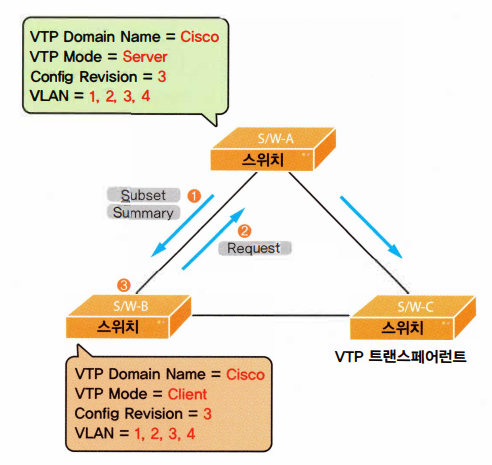 VTP Domain Name = Cisco
VTP Mode = Server
Config Revision = 3
VLAN = 1, 2, 3, 4
S/W-A
스위치
Subset
Summary
1
2
Request
3
S/W-B
스위치
S/W-C
스위치
VTP 트랜스페어런트
VTP Domain Name = Cisco
VTP Mode = Client
Config Revision = 3
VLAN = 1, 2, 3, 4